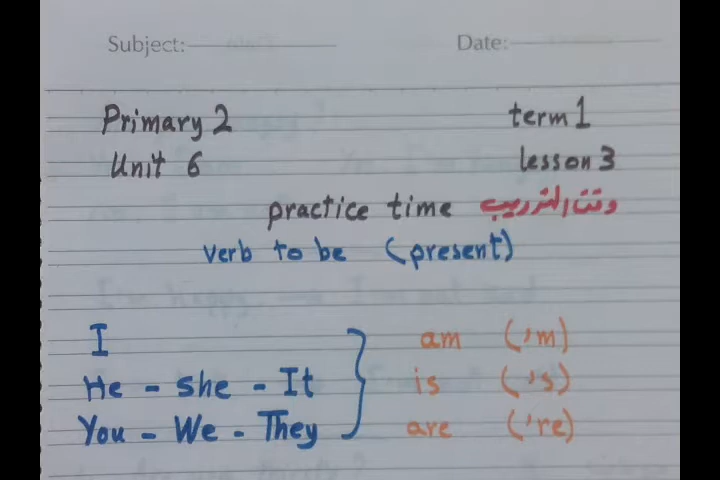 Subject: Date:
Primary 2 term 1
Unit 6 lesson 3
practice time وقت التدريب
verb to be (present)
I am ('m)
He - she - It is ('s)
You - We - They are ('re)